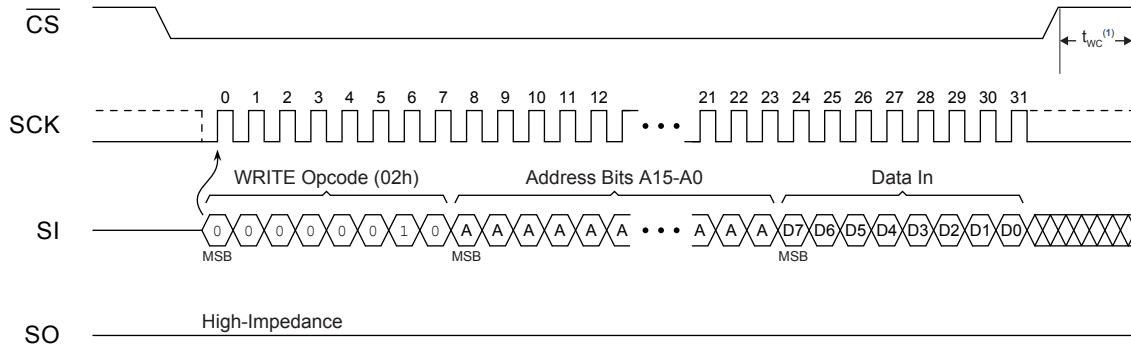 CS
tWC(1)
SCK
0 1 2 3 4 5 6 7 8 9 10 11 12 • • • 21 22 23 24 25 26 27 28 29 30 31
WRITE Opcode (02h) Address Bits A15-A0 Data In
SI
0 0 0 0 0 0 1 0 A A A A A A • • • A A A D7 D6 D5 D4 D3 D2 D1 D0
MSB MSB MSB
High-Impedance
SO